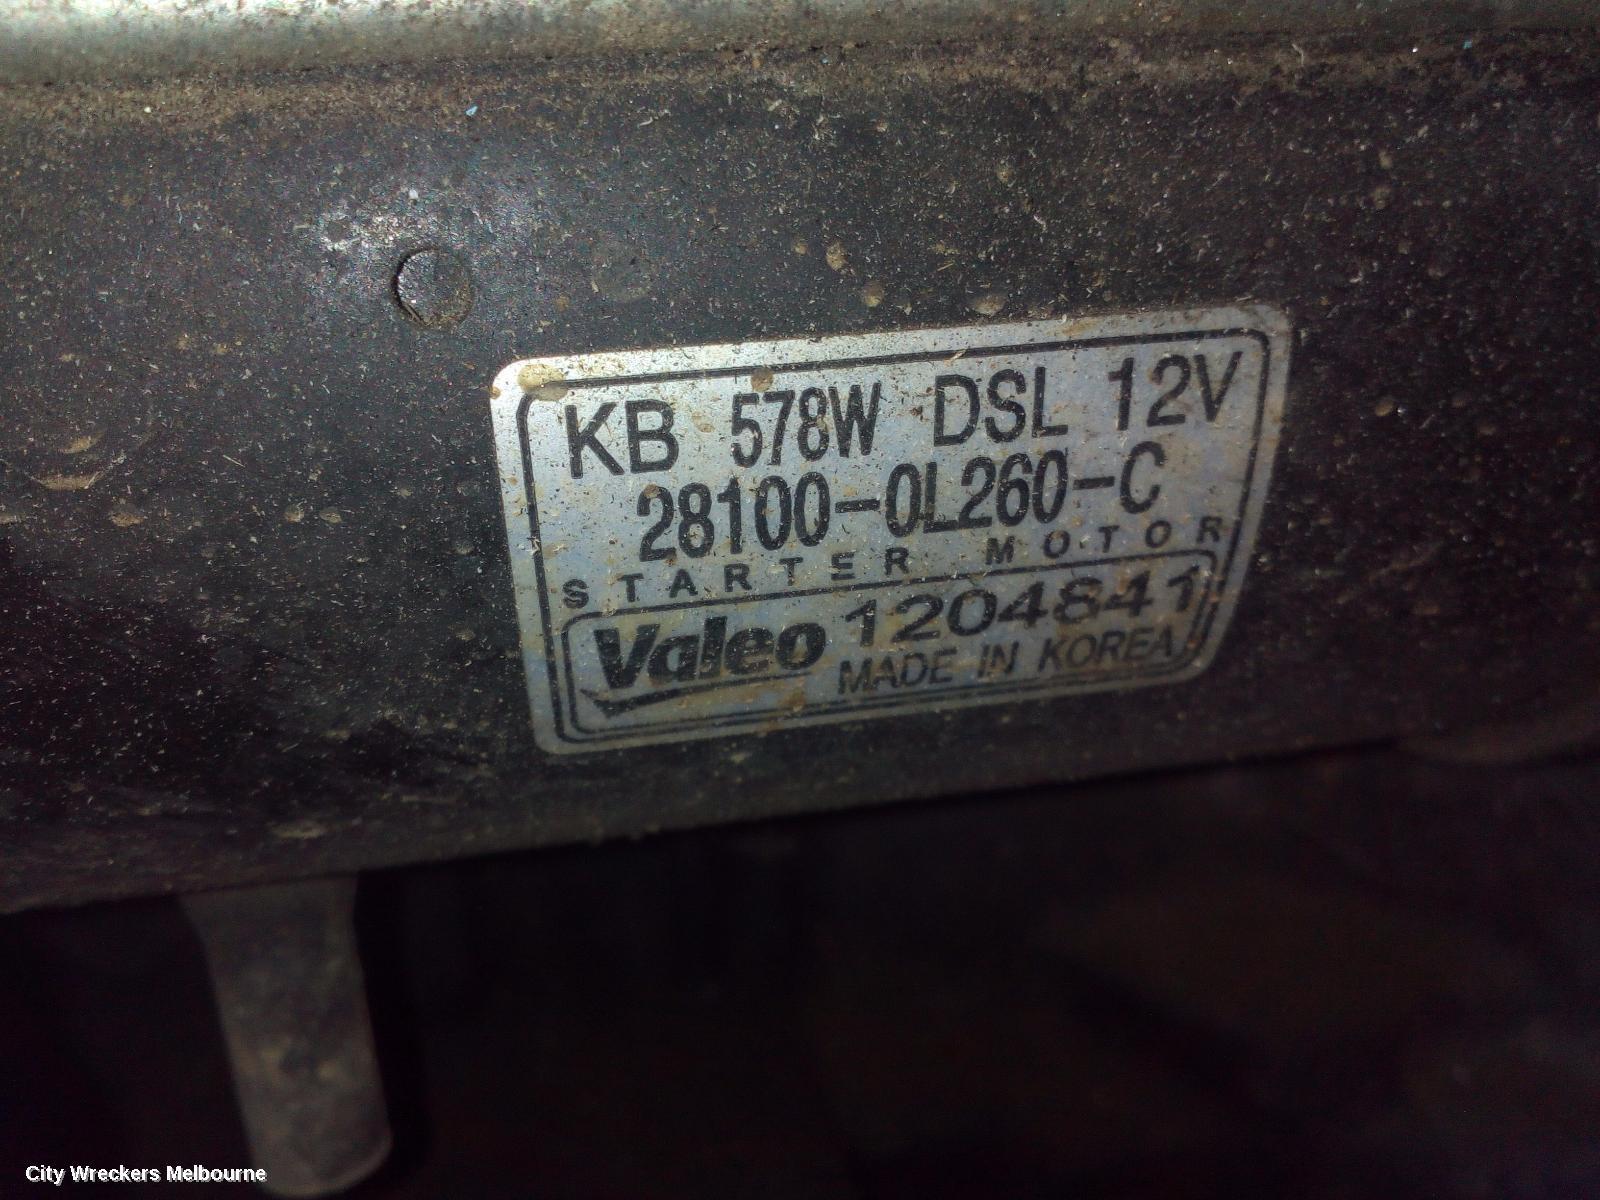 KB 578W DSL 12V
28100-0L260-C
STARTER MOTOR
Valeo 1204841
MADE IN KOREA
City Wreckers Melbourne